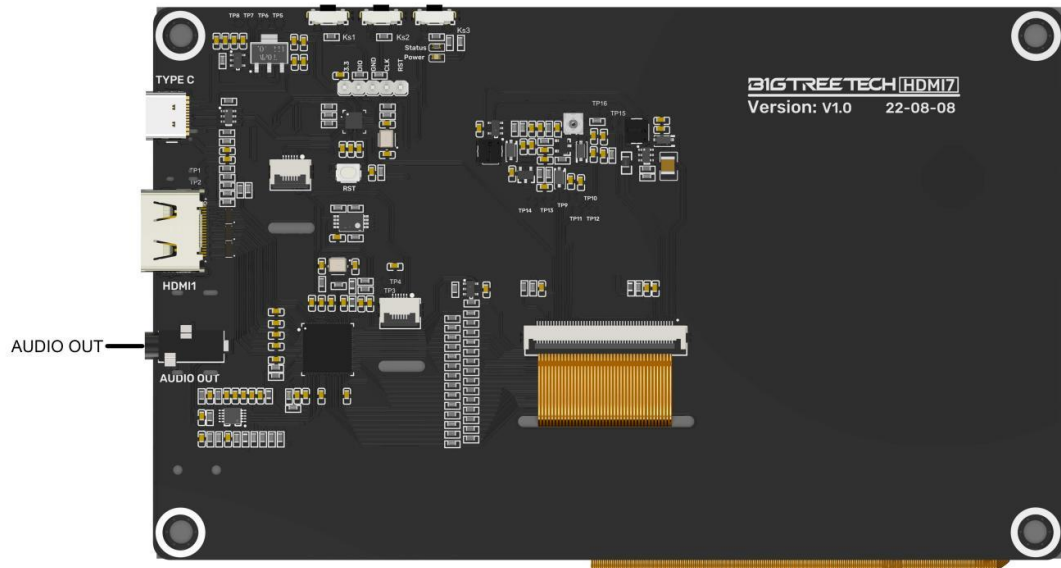 TP8 TP7 TP6 TP5
Ks1
Ks2
Ks3
Status
Power
3.3
DIO
GND
CLK
RST
TYPE C
BIGTREETECH HDMI7
Version: V1.0 22-08-08
TP16
TP15
TP1
TP2
RST
TP10
TP14 TP13 TP9
TP11 TP12
HDMI1
TP4
TP3
AUDIO OUT
AUDIO OUT